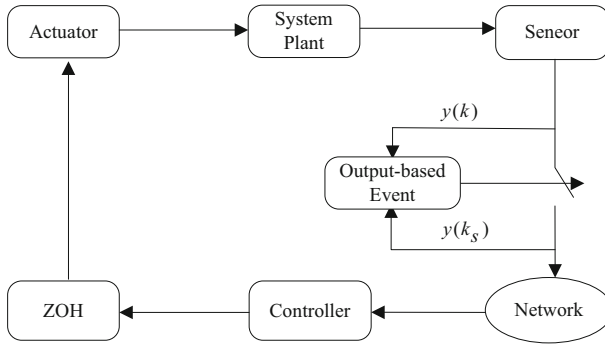 Actuator
System
Plant
Seneor
y(k)
Output-based
Event
y(k_s)
ZOH
Controller
Network